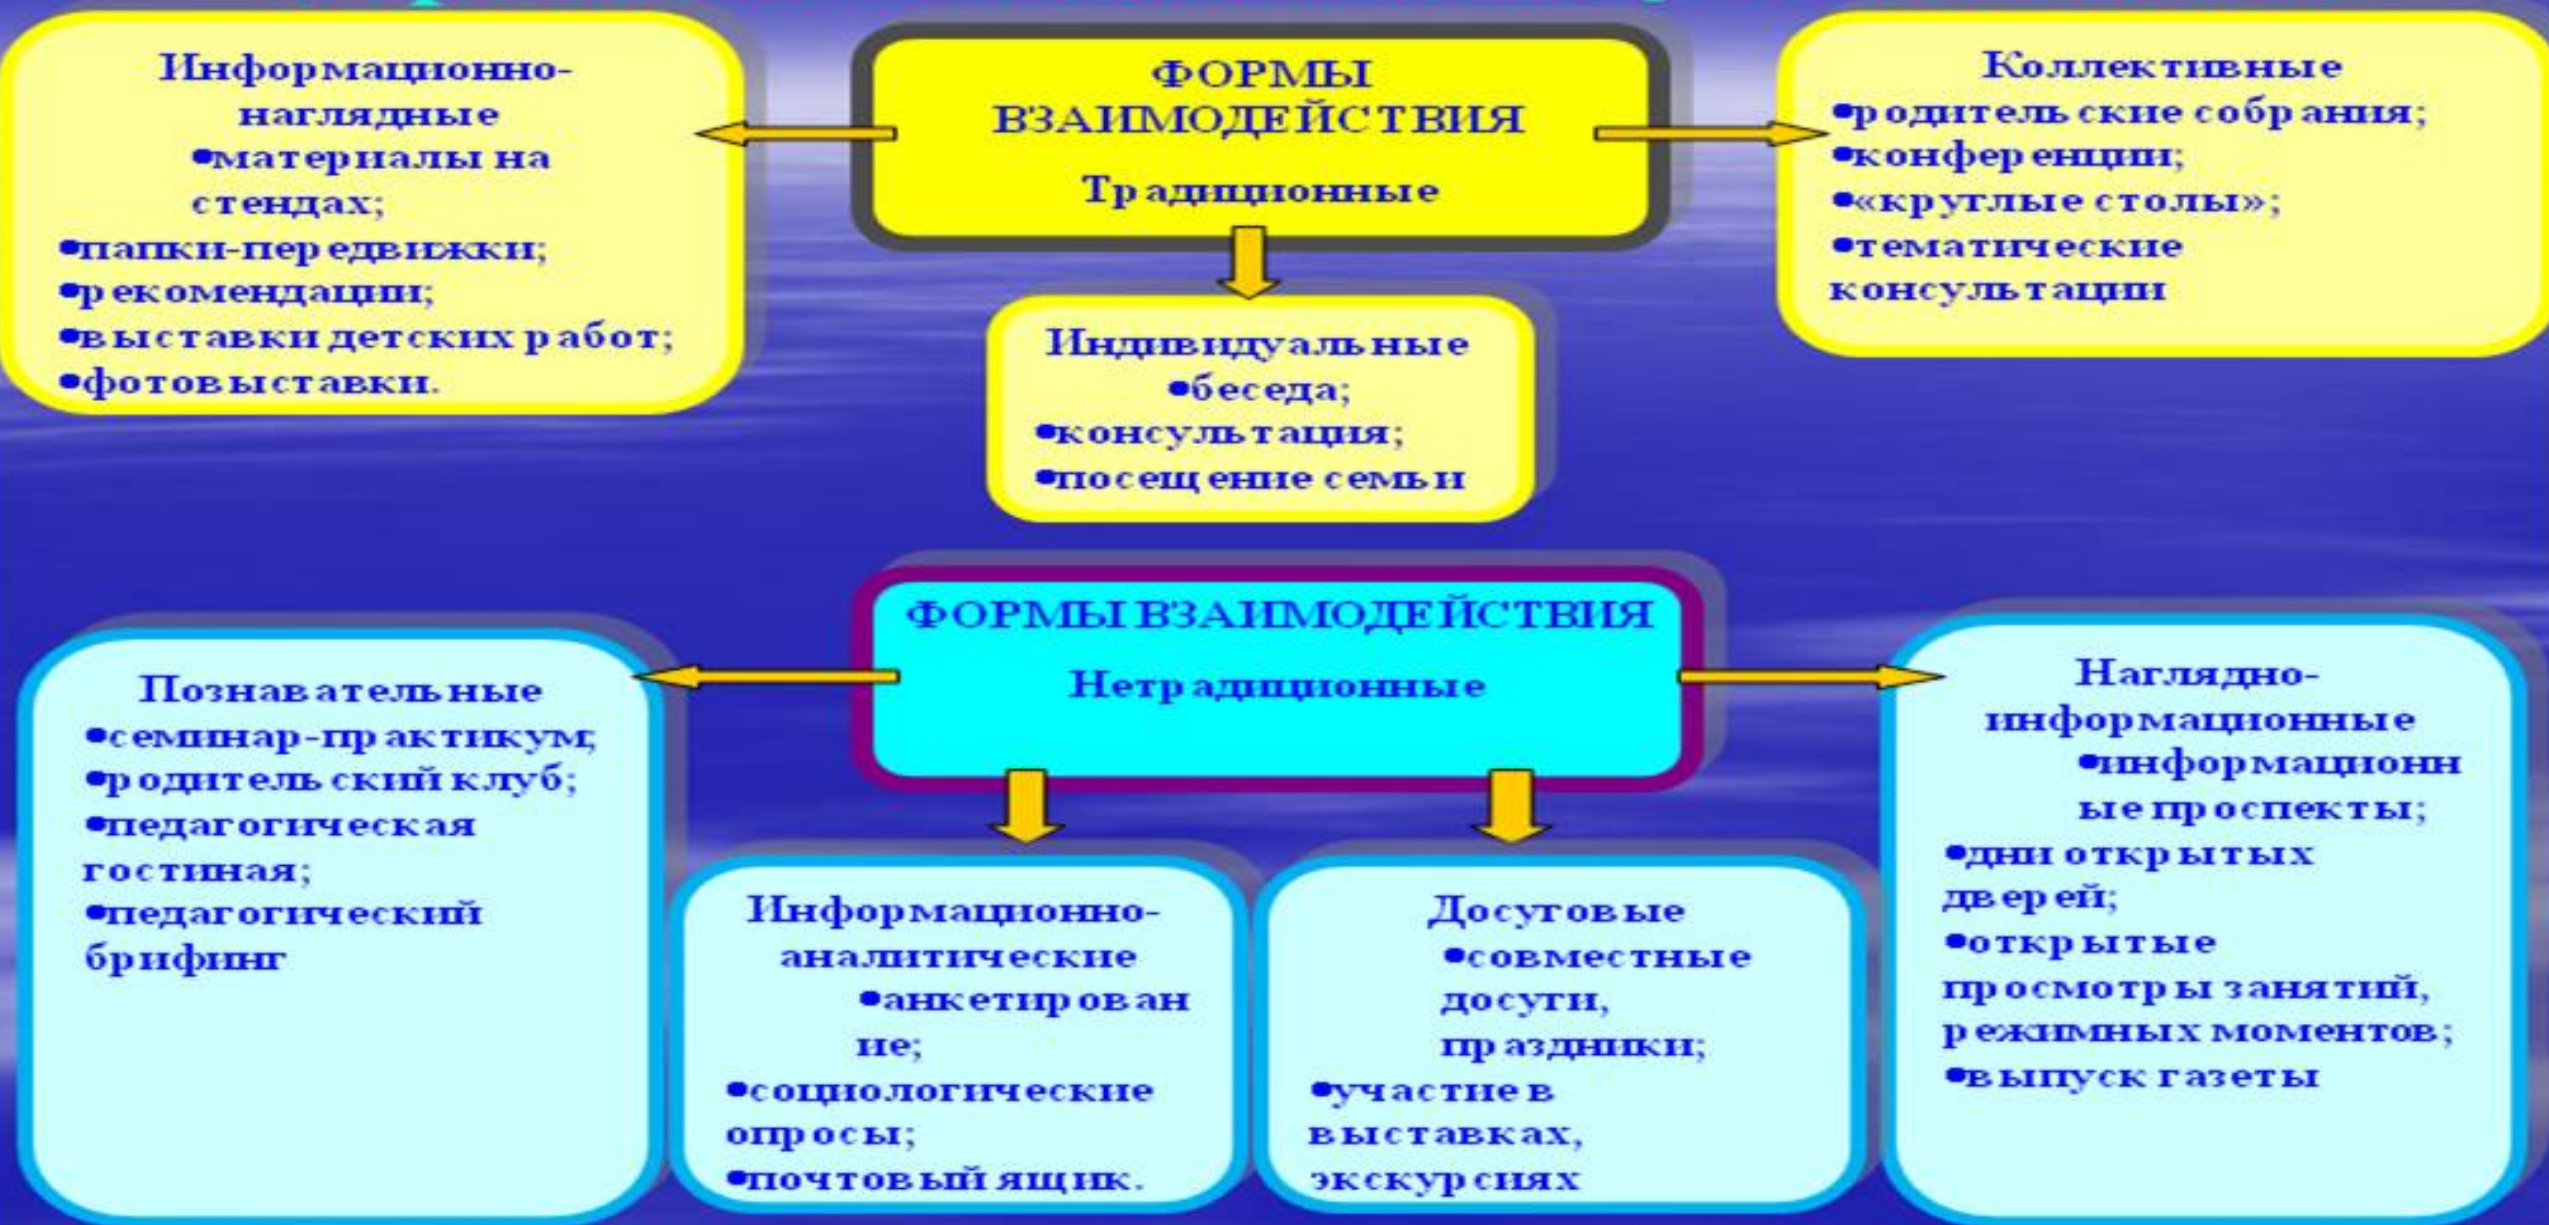 Информационно-
наглядные
•материалы на
стендах;
•папки-передвижки;
•рекомендации;
•выставки детских работ;
•фотовыставки.
ФОРМЫ
ВЗАИМОДЕЙСТВИЯ
Традиционные
Коллективные
•родительские собрания;
•конференции;
•«круглые столы»;
•тематические
консультации
Индивидуальные
•беседа;
•консультация;
•посещение семьи
ФОРМЫ ВЗАИМОДЕЙСТВИЯ
Нетрадиционные
Познавательные
•семинар-практикум;
•родительский клуб;
•педагогическая
гостиная;
•педагогический
брифинг
Информационно-
аналитические
•анкетирован
ие;
•социологические
опросы;
•почтовый ящик.
Досуговые
•совместные
досуги,
праздники;
•участие в
выставках,
экскурсиях
Наглядно-
информационные
•информационн
ые проспекты;
•дни открытых
дверей;
•открытые
просмотры занятий,
режимных моментов;
•выпуск газеты